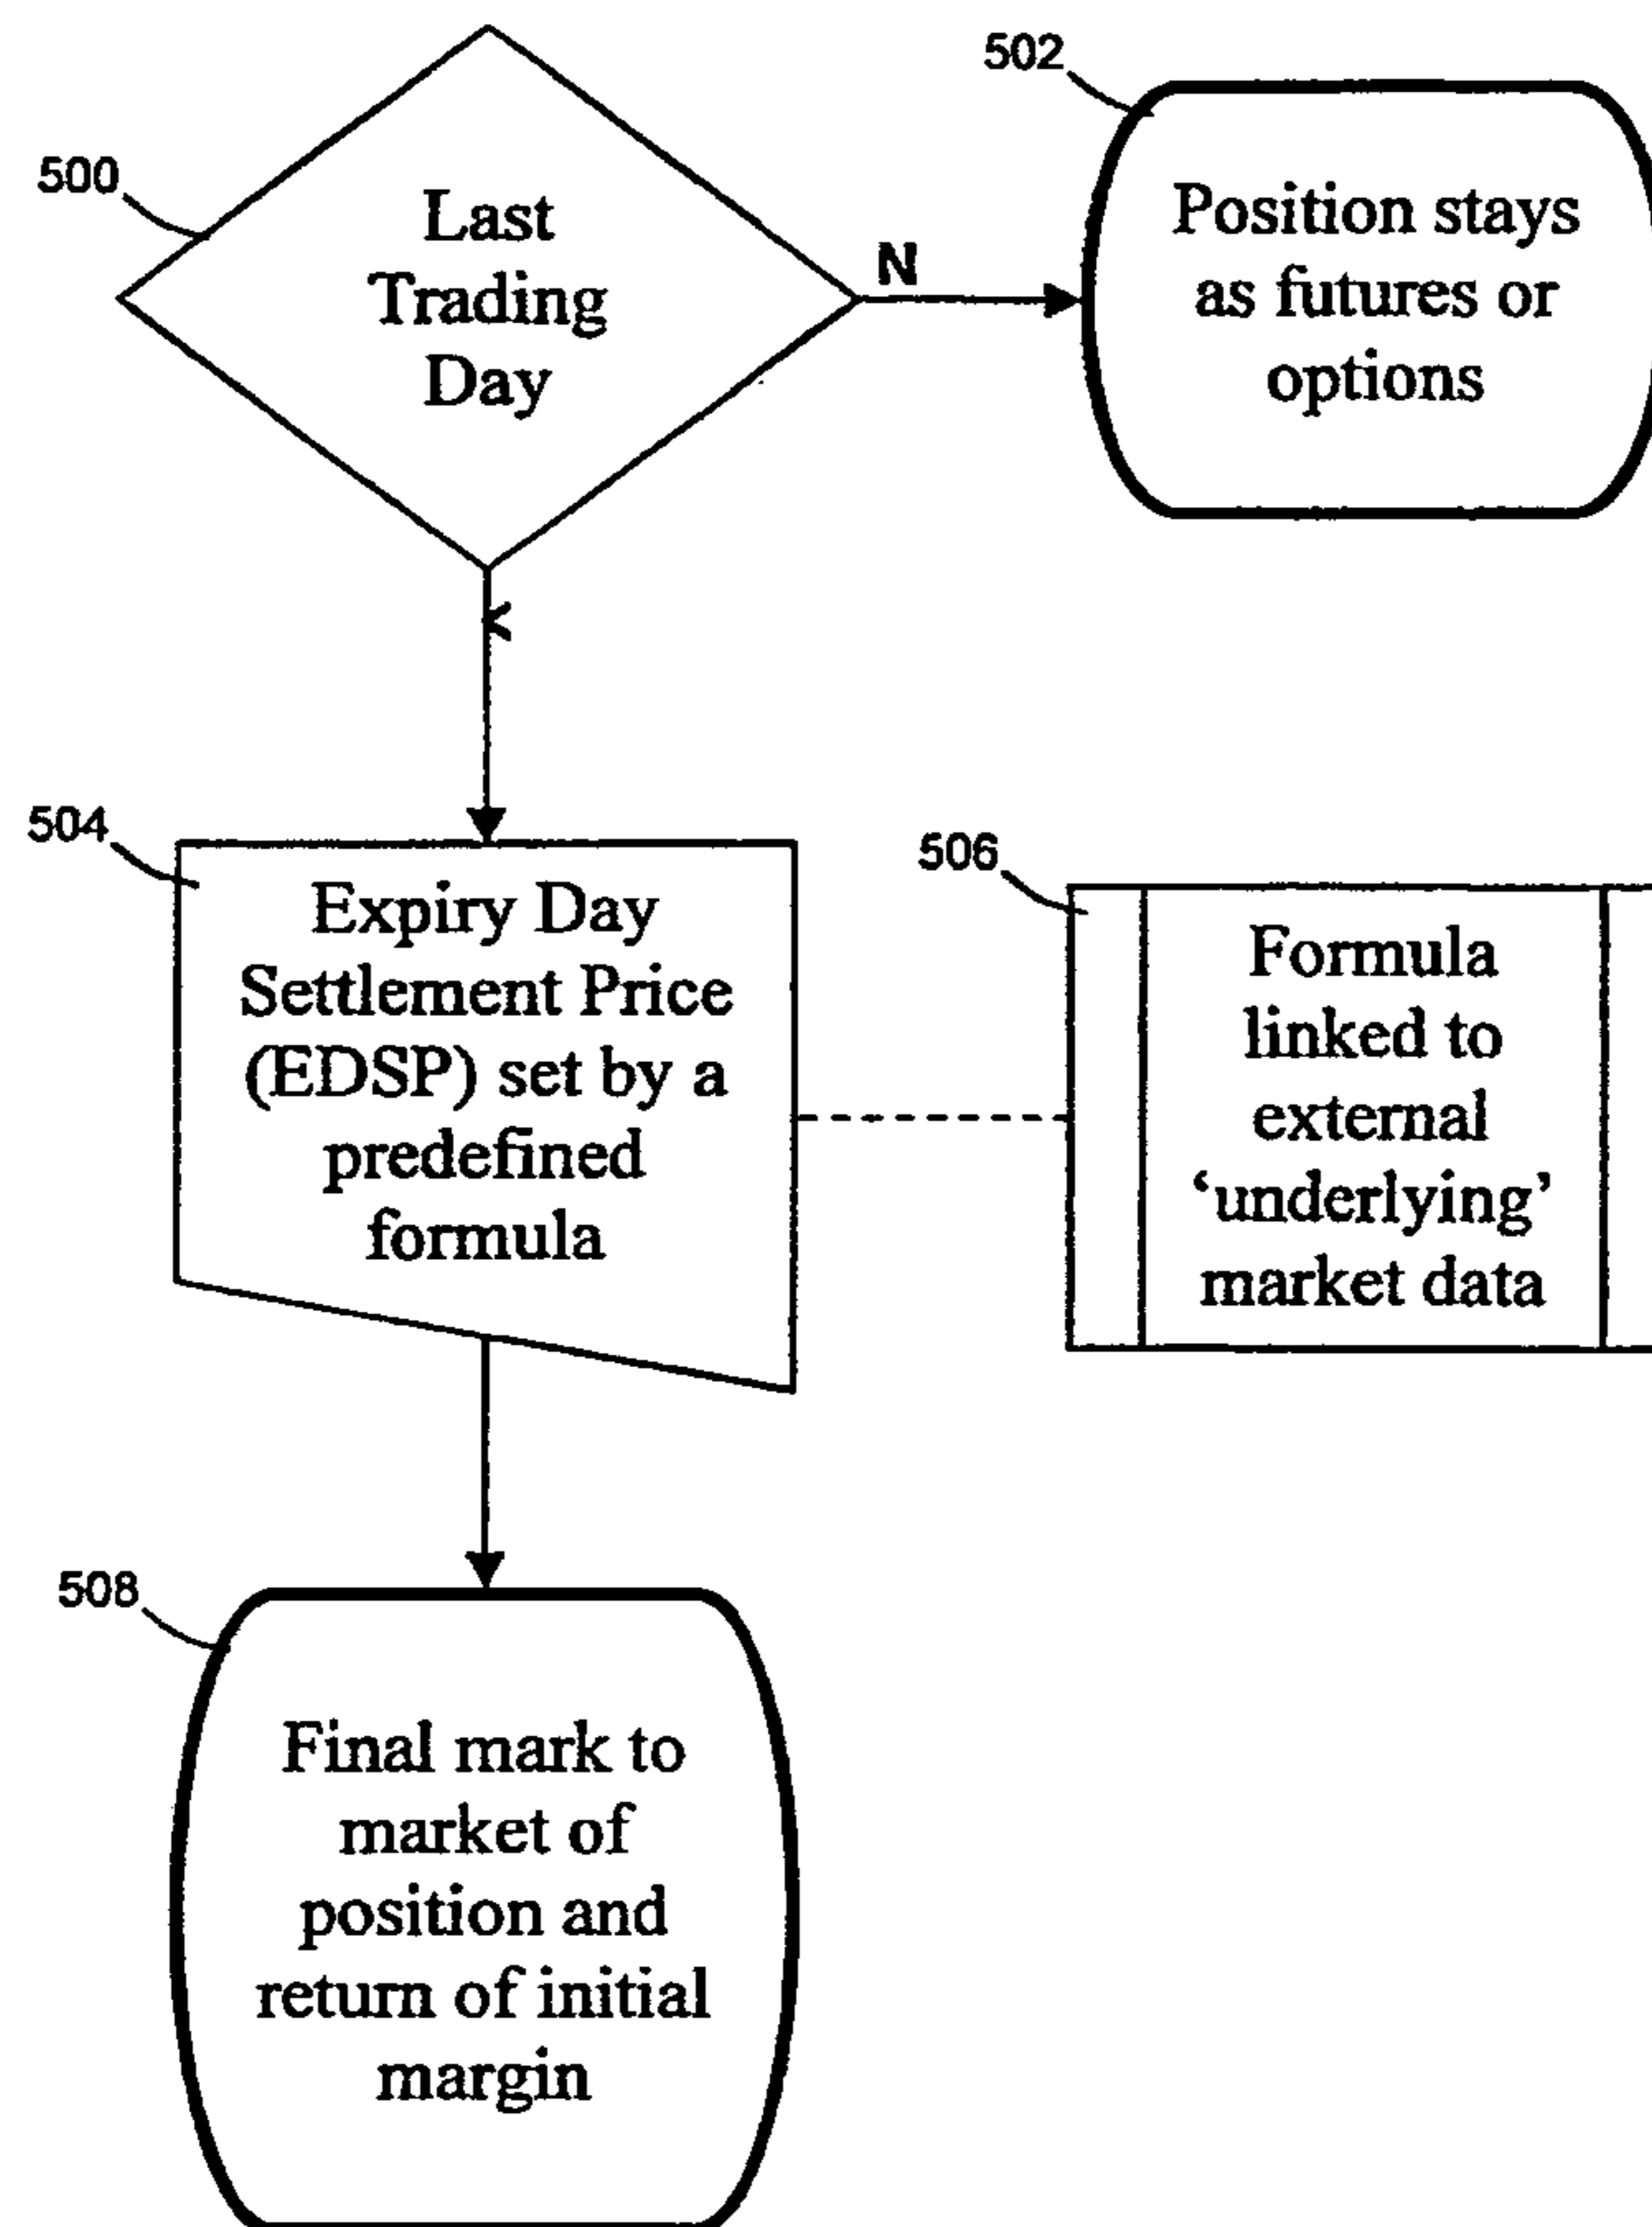 500
Last
Trading
Day
N
502
Position stays
as futures or
options
504
Expiry Day
Settlement Price
(EDSP) set by a
predefined
formula
506
Formula
linked to
external
‘underlying’
market data
508
Final mark to
market of
position and
return of initial
margin